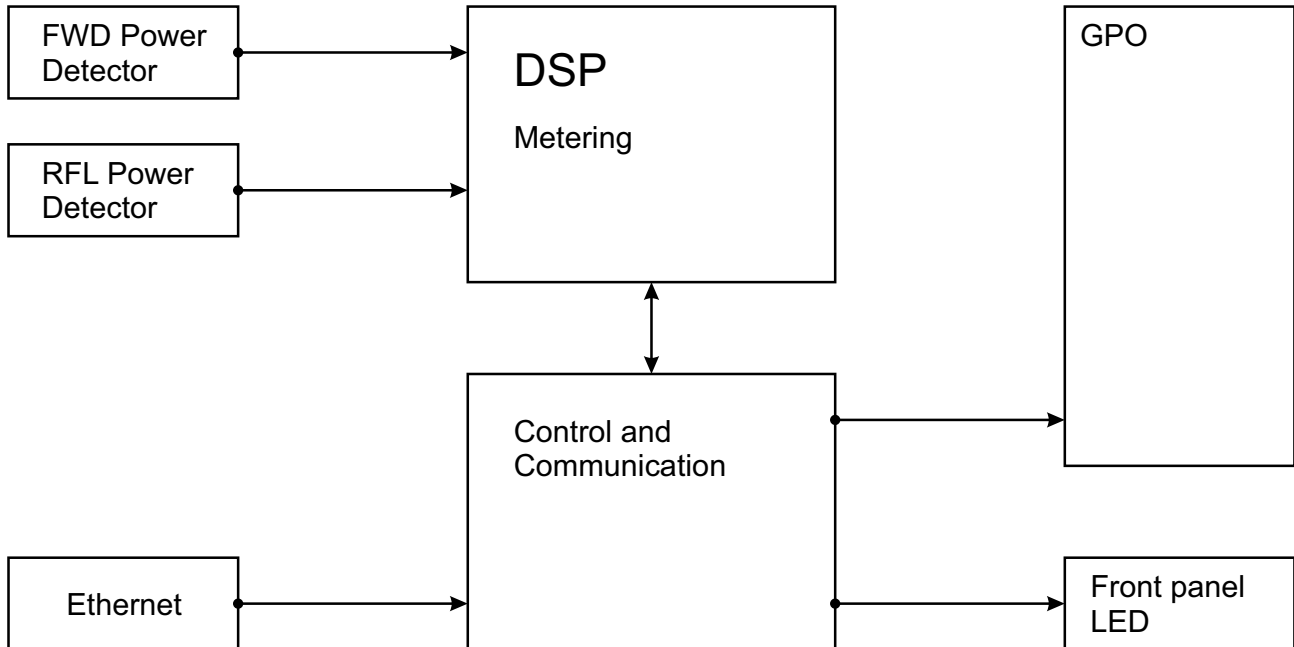 FWD Power
Detector
DSP
Metering
GPO
RFL Power
Detector
Control and
Communication
Ethernet
Front panel
LED